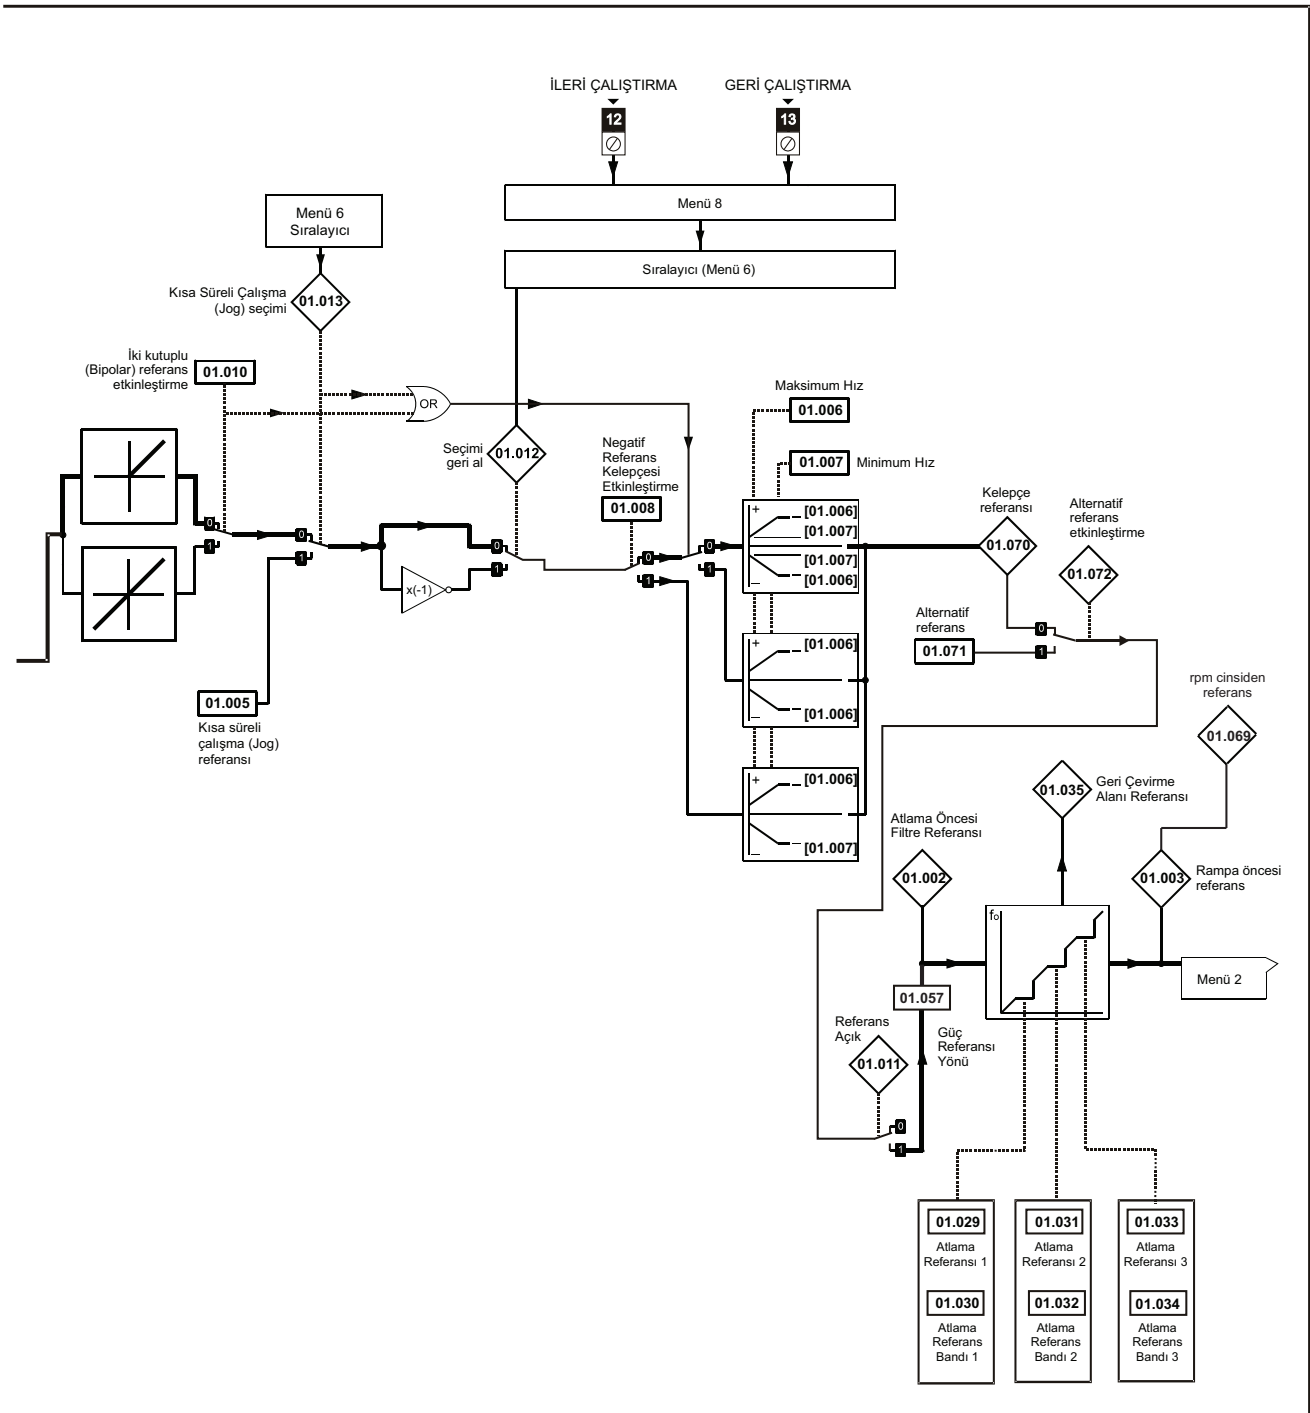 İLERİ ÇALIŞTIRMA
GERİ ÇALIŞTIRMA
12
13
Menü 8
Menü 6
Sıralayıcı
Sıralayıcı (Menü 6)
Kısa Süreli Çalışma
(Jog) seçimi
01.013
İki kutuplu
(Bipolar) referans
etkinleştirme
01.010
OR
Maksimum Hız
01.006
Seçimi
geri al
01.012
Negatif
Referans
Kelepçesi
Etkinleştirme
01.008
01.007
Minimum Hız
Kelepçe
referansı
01.070
Alternatif
referans
etkinleştirme
01.072
0
1
0
1
x(-1)
0
1
0
1
0
1
+
[01.006]
[01.007]
[01.007]
[01.006]
_
Alternatif
referans
01.071
0
1
+
[01.006]
[01.006]
_
01.005
Kısa süreli
çalışma (Jog)
referansı
rpm cinsiden
referans
01.069
+
[01.006]
[01.007]
_
01.035
Geri Çevirme
Alanı Referansı
Atlama Öncesi
Filtre Referansı
01.002
01.003
Rampa öncesi
referans
fo
Menü 2
01.057
Referans
Açık
01.011
Güç
Referansı
Yönü
0
1
01.029
Atlama
Referansı 1
01.030
Atlama
Referans
Bandı 1
01.031
Atlama
Referansı 2
01.032
Atlama
Referans
Bandı 2
01.033
Atlama
Referansı 3
01.034
Atlama
Referans
Bandı 3